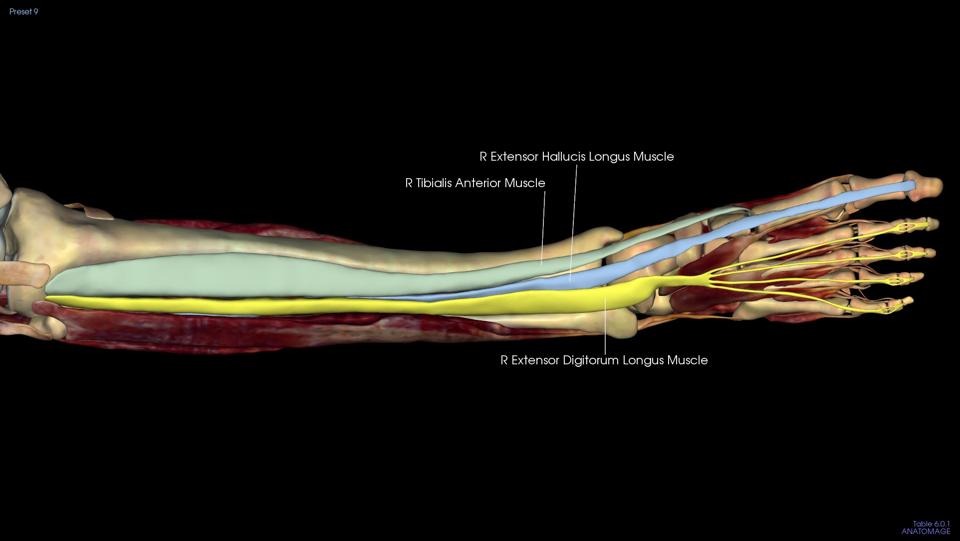 Preset 9
R Extensor Hallucis Longus Muscle
R Tibialis Anterior Muscle
R Extensor Digitorum Longus Muscle
Table 6.0.1
ANATOMAGE